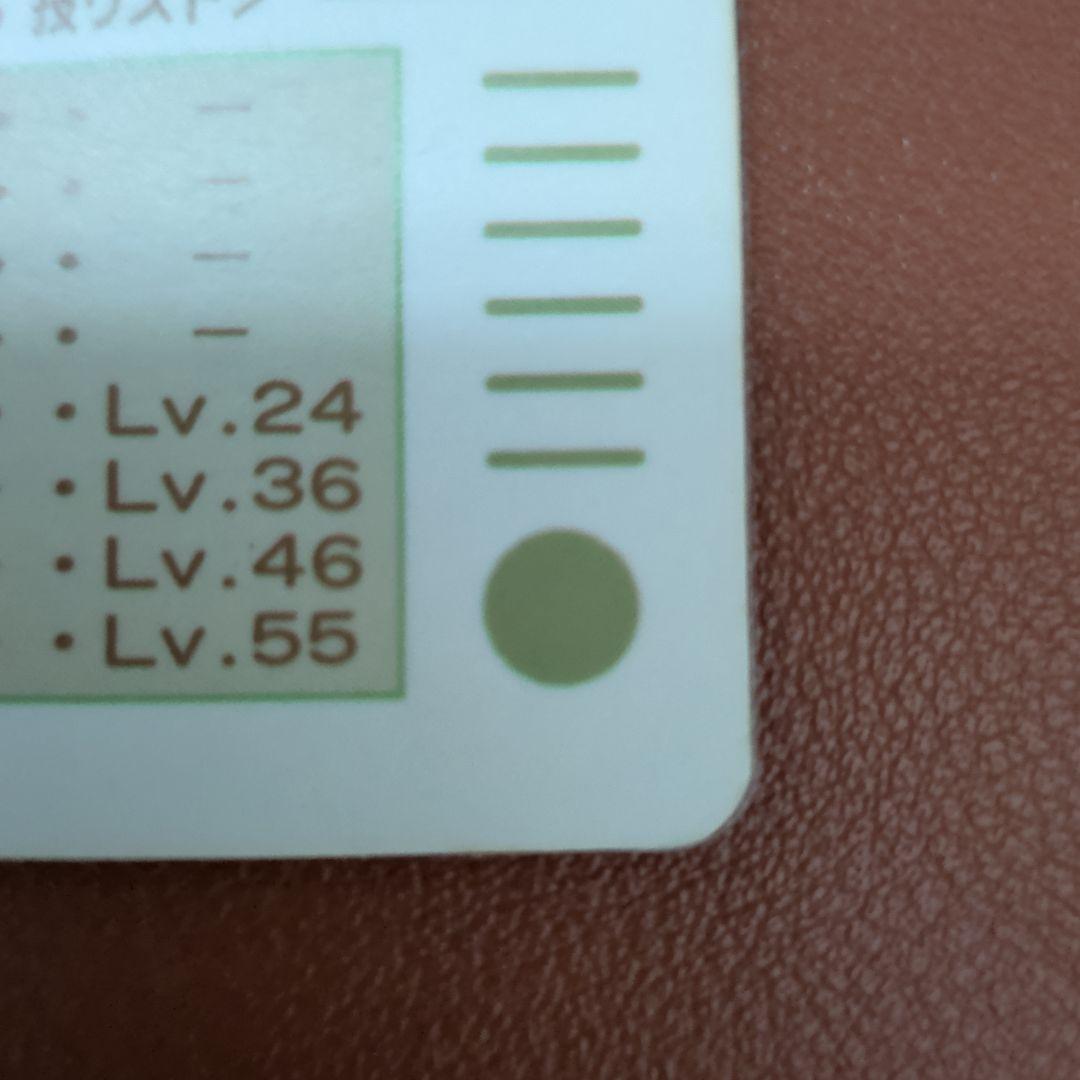 技リスト>
・ ・ —
・ ・ —
・ ・ —
・ ・ —
・ ・Lv.24
・ ・Lv.36
・ ・Lv.46
・ ・Lv.55